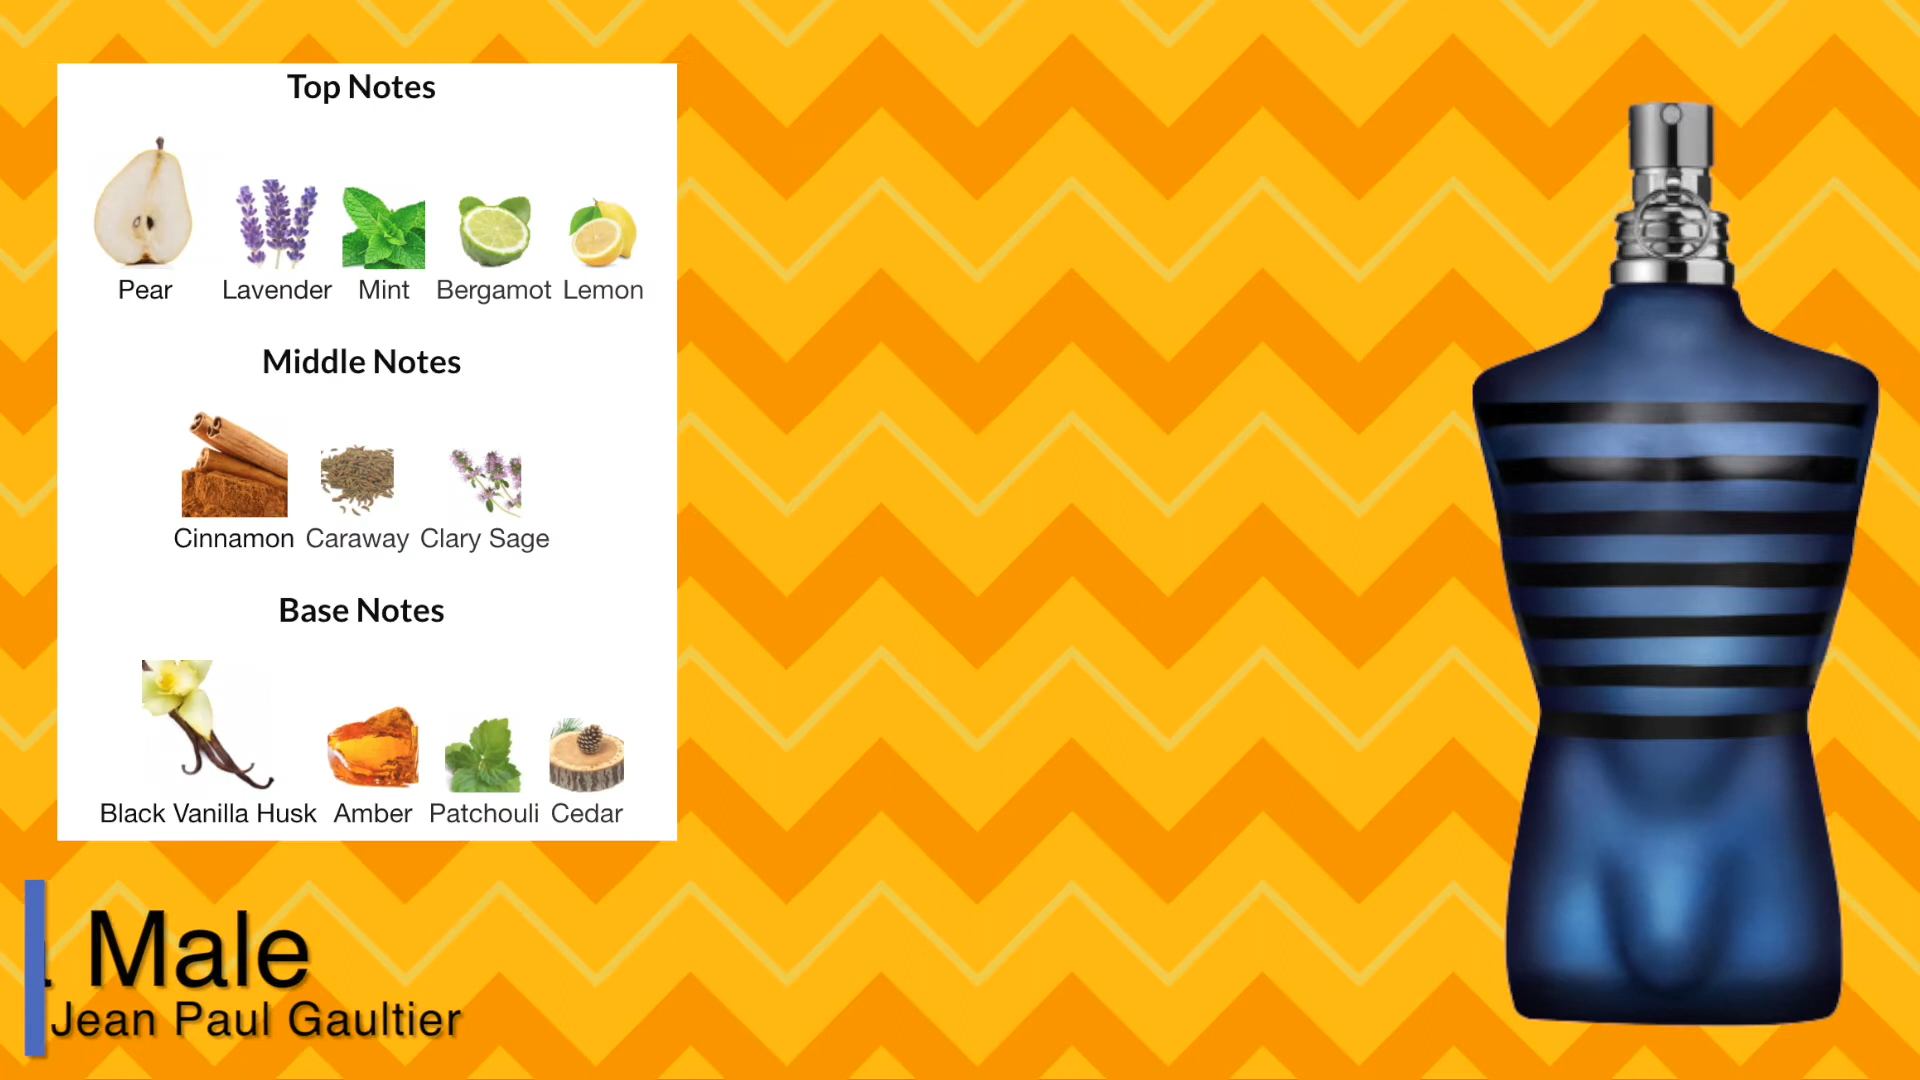 Top Notes
Pear Lavender Mint Bergamot Lemon
Middle Notes
Cinnamon Caraway Clary Sage
Base Notes
Black Vanilla Husk Amber Patchouli Cedar
Male
Jean Paul Gaultier